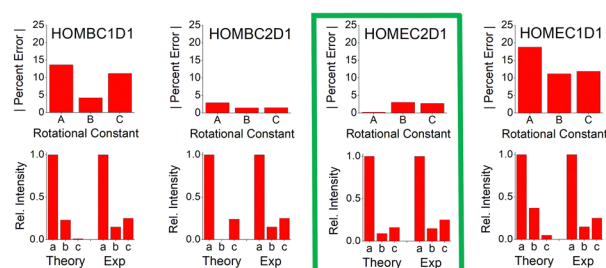 HOMBC1D1
| Percent Error |
25
20
15
10
5
0
A B C
Rotational Constant
Rel. Intensity
1.0
0.5
0.0
a b c a b c
Theory Exp
HOMBC2D1
| Percent Error |
25
20
15
10
5
0
A B C
Rotational Constant
Rel. Intensity
1.0
0.5
0.0
a b c a b c
Theory Exp
HOMEC2D1
| Percent Error |
25
20
15
10
5
0
A B C
Rotational Constant
Rel. Intensity
1.0
0.5
0.0
a b c a b c
Theory Exp
HOMEC1D1
| Percent Error |
25
20
15
10
5
0
A B C
Rotational Constant
Rel. Intensity
1.0
0.5
0.0
a b c a b c
Theory Exp